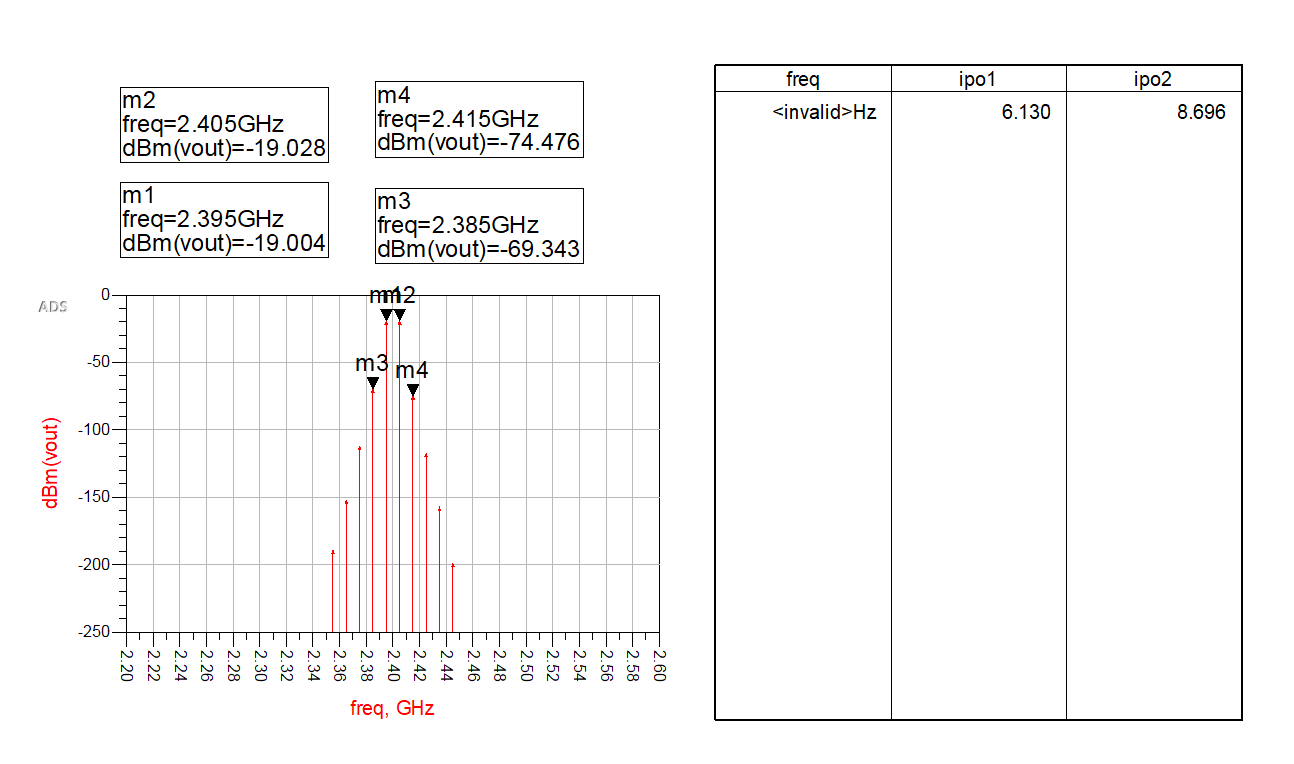 m2
freq=2.405GHz
dBm(vout)=-19.028
m4
freq=2.415GHz
dBm(vout)=-74.476
m1
freq=2.395GHz
dBm(vout)=-19.004
m3
freq=2.385GHz
dBm(vout)=-69.343
freq ipo1 ipo2
<invalid>Hz 6.130 8.696
ADS
m1 m2
m3
m4
0
-50
-100
-150
-200
-250
dBm(vout)
2.20 2.22 2.24 2.26 2.28 2.30 2.32 2.34 2.36 2.38 2.40 2.42 2.44 2.46 2.48 2.50 2.52 2.54 2.56 2.58 2.60
freq, GHz